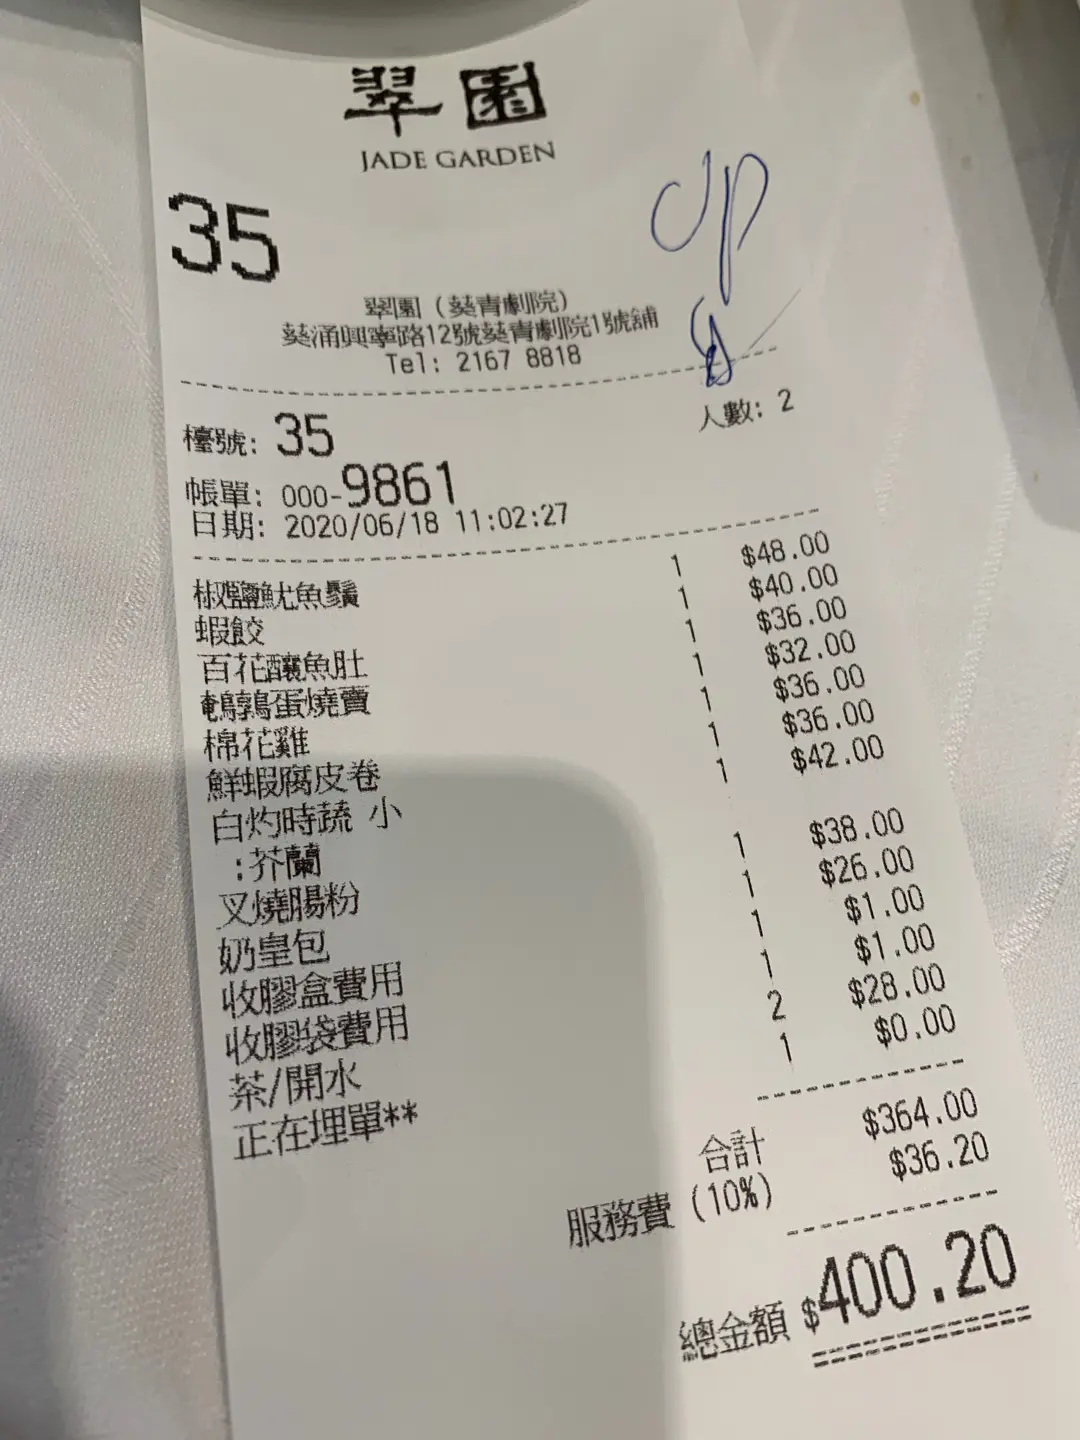 翠園
JADE GARDEN
35
翠園（葵青劇院）
葵涌興寧路12號葵青劇院1號舖
Tel: 2167 8818
人數: 2
檯號: 35
帳單: 000-9861
日期: 2020/06/18 11:02:27
椒鹽魷魚鬚 1 $48.00
蝦餃 1 $40.00
百花釀魚肚 1 $36.00
鵪鶉蛋燒賣 1 $32.00
棉花雞 1 $36.00
鮮蝦腐皮卷 1 $36.00
白灼時蔬 小 1 $42.00
:芥蘭
叉燒腸粉 1 $38.00
奶皇包 1 $26.00
收膠盒費用 1 $1.00
收膠袋費用 1 $1.00
茶/開水 2 $28.00
正在埋單** 1 $0.00
合計 $364.00
服務費 (10%) $36.20
總金額 $400.20